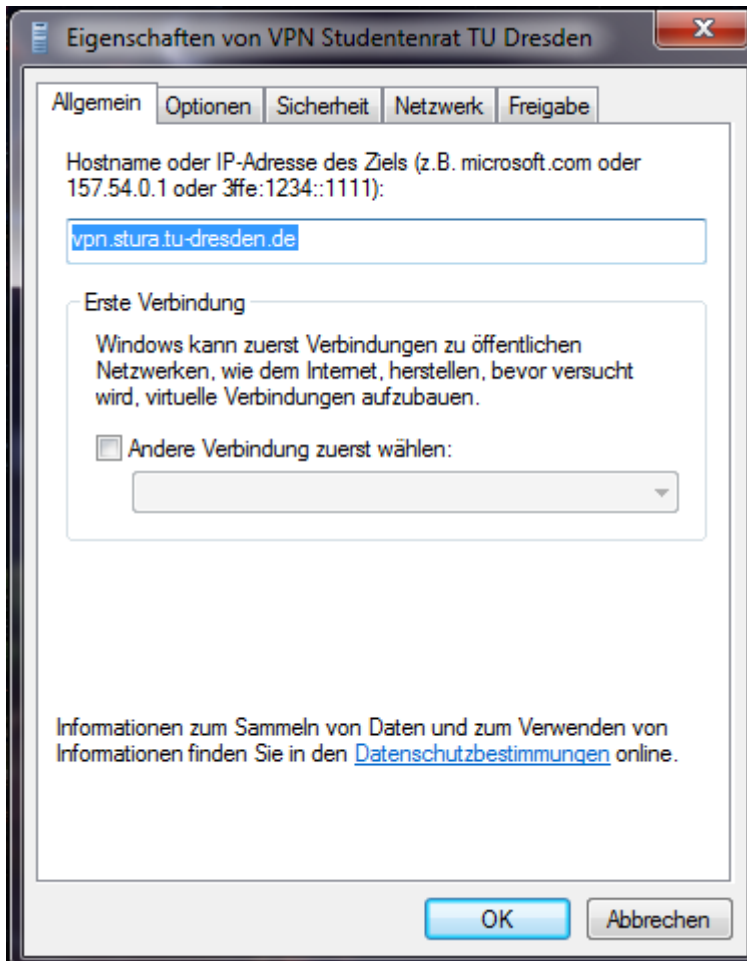 Eigenschaften von VPN Studentenrat TU Dresden
Allgemein Optionen Sicherheit Netzwerk Freigabe
Hostname oder IP-Adresse des Ziels (z.B. microsoft.com oder
157.54.0.1 oder 3ffe:1234::1111):
vpn.stura.tu-dresden.de
Erste Verbindung
Windows kann zuerst Verbindungen zu öffentlichen
Netzwerken, wie dem Internet, herstellen, bevor versucht
wird, virtuelle Verbindungen aufzubauen.
Andere Verbindung zuerst wählen:
Informationen zum Sammeln von Daten und zum Verwenden von
Informationen finden Sie in den Datenschutzbestimmungen online.
OK Abbrechen